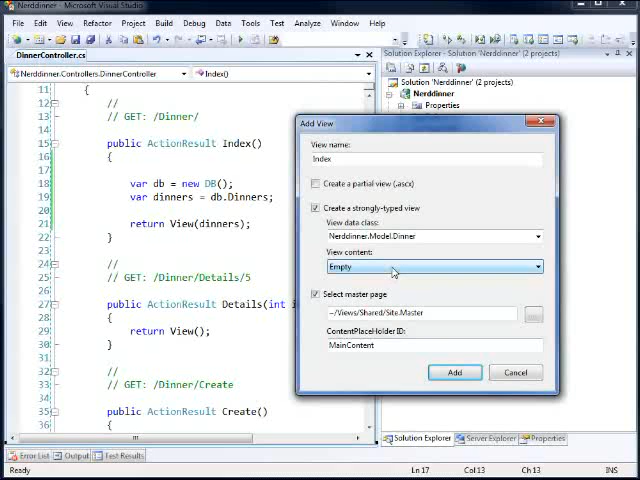 Nerddinner - Microsoft Visual Studio
File Edit View Refactor Project Build Debug Data Tools Test Analyze Window Help
DinnerController.cs
Solution Explorer - Solution 'Nerddinner' (2 projects)
Nerddinner.Controllers.DinnerController
Index()
Solution 'Nerddinner' (2 projects)
Nerddinner
Properties
11 {
12 //
13 // GET: /Dinner/
14
15 public ActionResult Index()
16 {
17
18 var db = new DB();
19 var dinners = db.Dinners;
20
21 return View(dinners);
22 }
23
24 //
25 // GET: /Dinner/Details/5
26
27 public ActionResult Details(int i
28 {
29 return View();
30 }
31
32 //
33 // GET: /Dinner/Create
34
35 public ActionResult Create()
36 {
Add View
View name:
Index
Create a partial view (.ascx)
Create a strongly-typed view
View data class:
Nerddinner.Model.Dinner
View content:
Empty
Select master page
~/Views/Shared/Site.Master
...
ContentPlaceHolder ID:
MainContent
Add Cancel
Solution Explorer Server Explorer Properties
Error List Output Test Results
Ready Ln 17 Col 13 Ch 13 INS